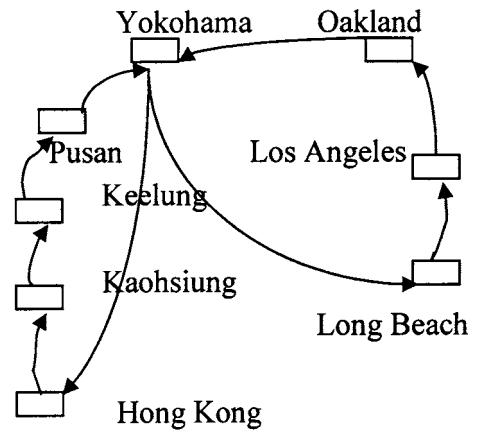 Yokohama
Oakland
Pusan
Los Angeles
Keelung
Kaohsiung
Long Beach
Hong Kong